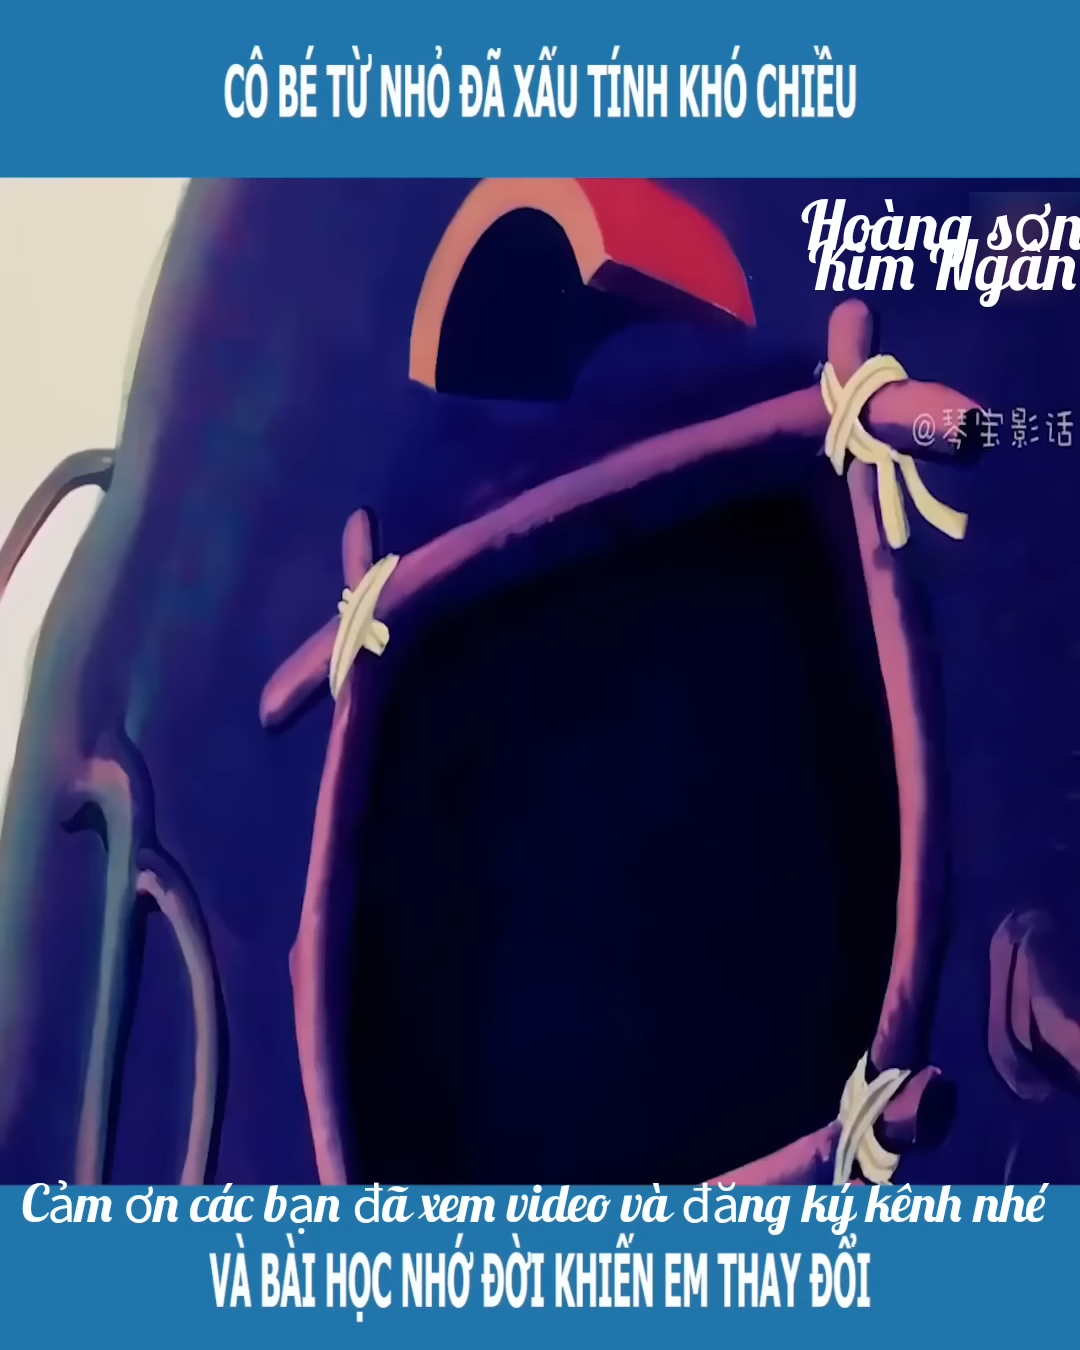 CÔ BÉ TỪ NHỎ ĐÃ XẤU TÍNH KHÓ CHIỀU
Hoàng sơn
Kim Ngân
@琴宝影话
Cảm ơn các bạn đã xem video và đăng ký kênh nhé
VÀ BÀI HỌC NHỚ ĐỜI KHIẾN EM THAY ĐỔI